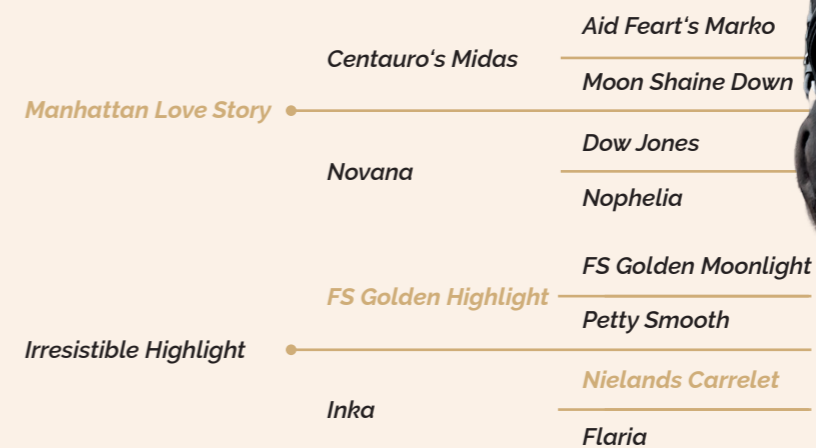 Aid Feart‘s Marko
Centauro‘s Midas
Moon Shaine Down
Manhattan Love Story
Dow Jones
Novana
Nophelia
FS Golden Moonlight
FS Golden Highlight
Petty Smooth
Irresistible Highlight
Nielands Carrelet
Inka
Flaria